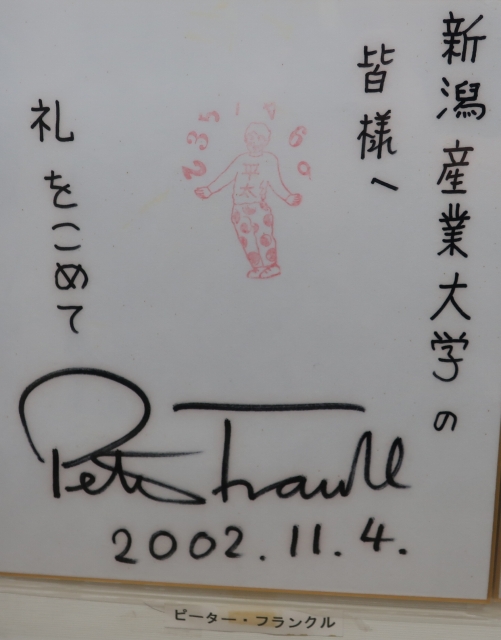 新潟産業大学の
皆様へ
礼をこめて
Peter Frankl
2002.11.4.
ピーター・フランクル